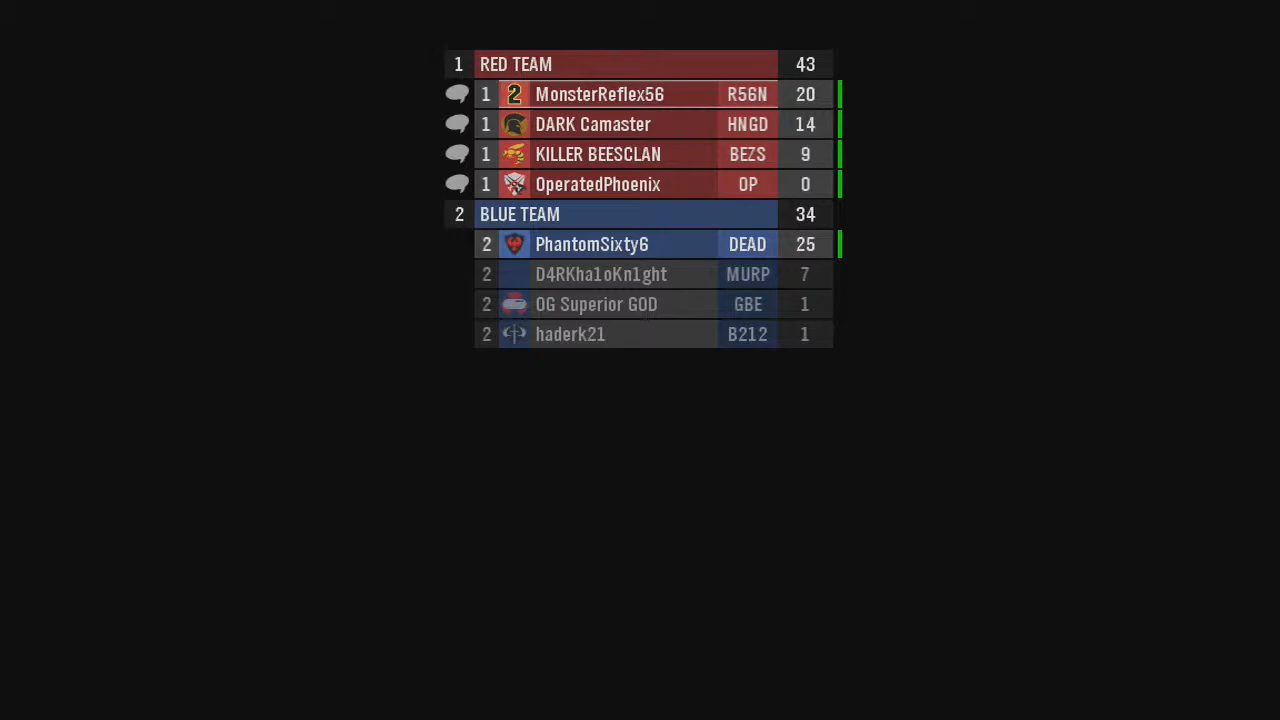 1 RED TEAM 43
1 2 MonsterReflex56 R56N 20
1 DARK Camaster HNGD 14
1 KILLER BEESCLAN BEZS 9
1 OperatedPhoenix OP 0
2 BLUE TEAM 34
2 PhantomSixty6 DEAD 25
2 D4RKha1oKn1ght MURP 7
2 OG Superior GOD GBE 1
2 haderk21 B212 1